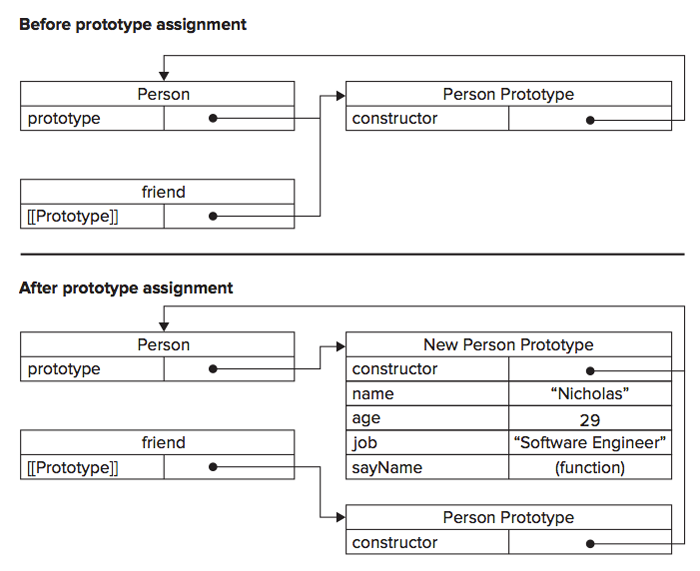 Before prototype assignment
Person
Person Prototype
prototype
constructor
friend
[[Prototype]]
After prototype assignment
Person
New Person Prototype
prototype
constructor
name
“Nicholas”
age
29
friend
job
“Software Engineer”
[[Prototype]]
sayName
(function)
Person Prototype
constructor